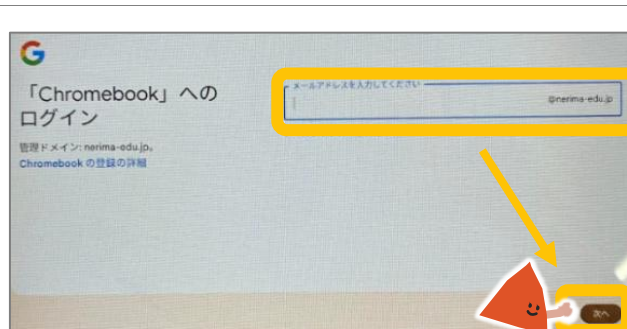 「Chromebook」への
ログイン
管理ドメイン: nerima-edu.jp。
Chromebook の登録の詳細
メールアドレスを入力してください
@nerima-edu.jp
次へ